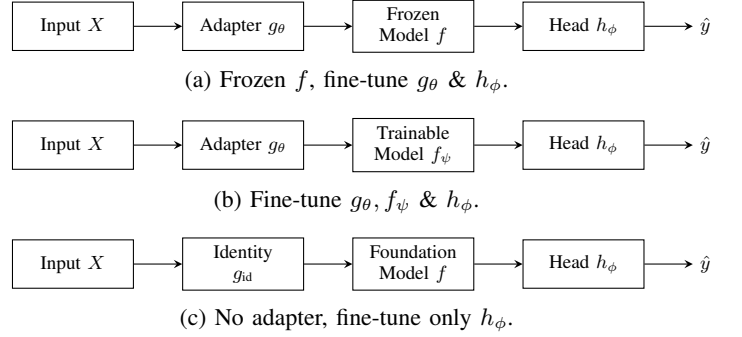 Input X
Adapter gθ
Frozen
Model f
Head hϕ
ŷ
(a) Frozen f, fine-tune gθ & hϕ.
Input X
Adapter gθ
Trainable
Model fψ
Head hϕ
ŷ
(b) Fine-tune gθ, fψ & hϕ.
Input X
Identity
gid
Foundation
Model f
Head hϕ
ŷ
(c) No adapter, fine-tune only hϕ.